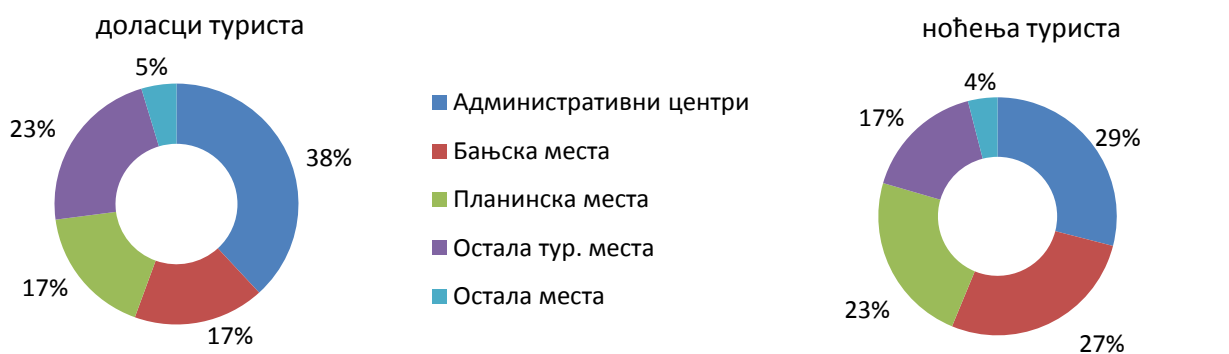 доласци туриста
5%
23%
38%
17%
17%
Административни центри
Бањска места
Планинска места
Остала тур. места
Остала места
ноћења туриста
4%
17%
29%
23%
27%